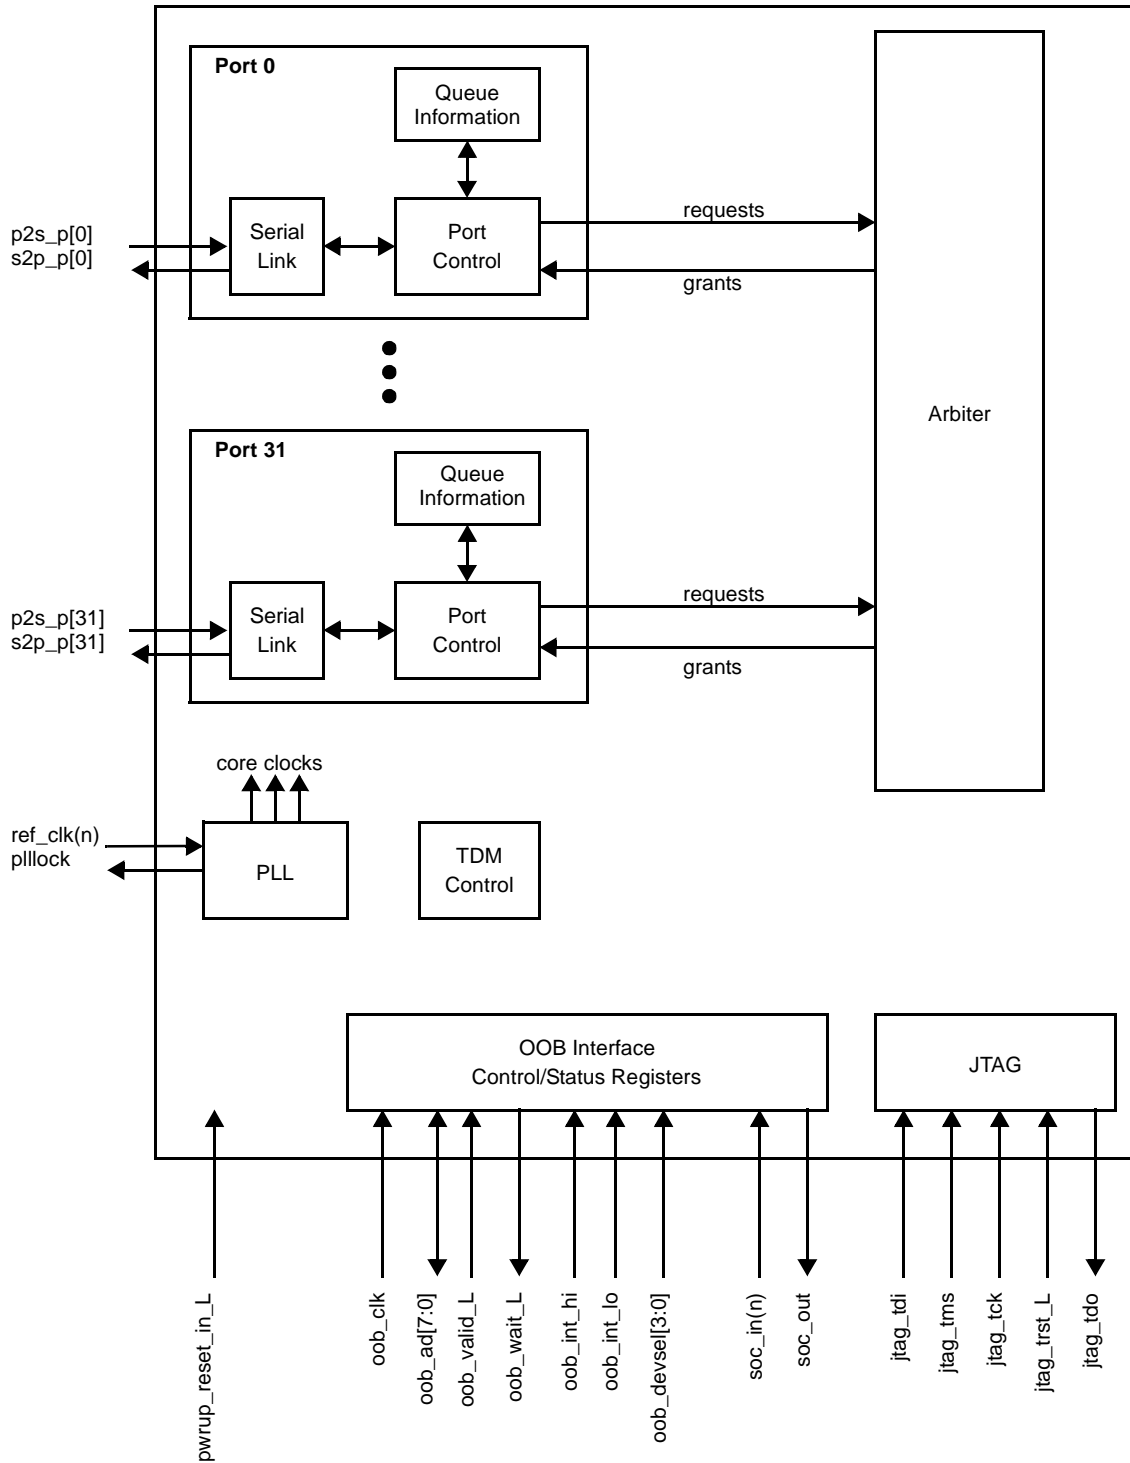 Port 0
Queue
Information
Serial
Link
Port
Control
requests
grants
p2s_p[0]
s2p_p[0]
Arbiter
Port 31
Queue
Information
Serial
Link
Port
Control
requests
grants
p2s_p[31]
s2p_p[31]
core clocks
ref_clk(n)
plllock
PLL
TDM
Control
OOB Interface
Control/Status Registers
JTAG
pwrup_reset_in_L
oob_clk
oob_ad[7:0]
oob_valid_L
oob_wait_L
oob_int_hi
oob_int_lo
oob_devsel[3:0]
soc_in(n)
soc_out
jtag_tdi
jtag_tms
jtag_tck
jtag_trst_L
jtag_tdo